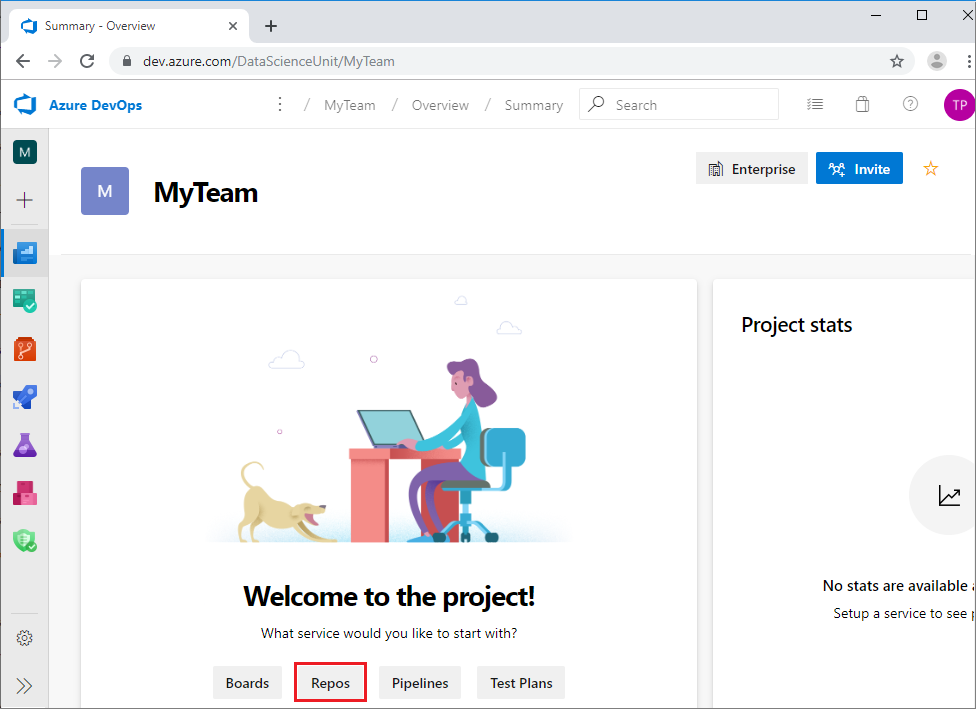 Summary - Overview
dev.azure.com/DataScienceUnit/MyTeam
Azure DevOps / MyTeam / Overview / Summary Search TP
M
M MyTeam Enterprise Invite
Project stats
No stats are available
Setup a service to see
Welcome to the project!
What service would you like to start with?
Boards Repos Pipelines Test Plans